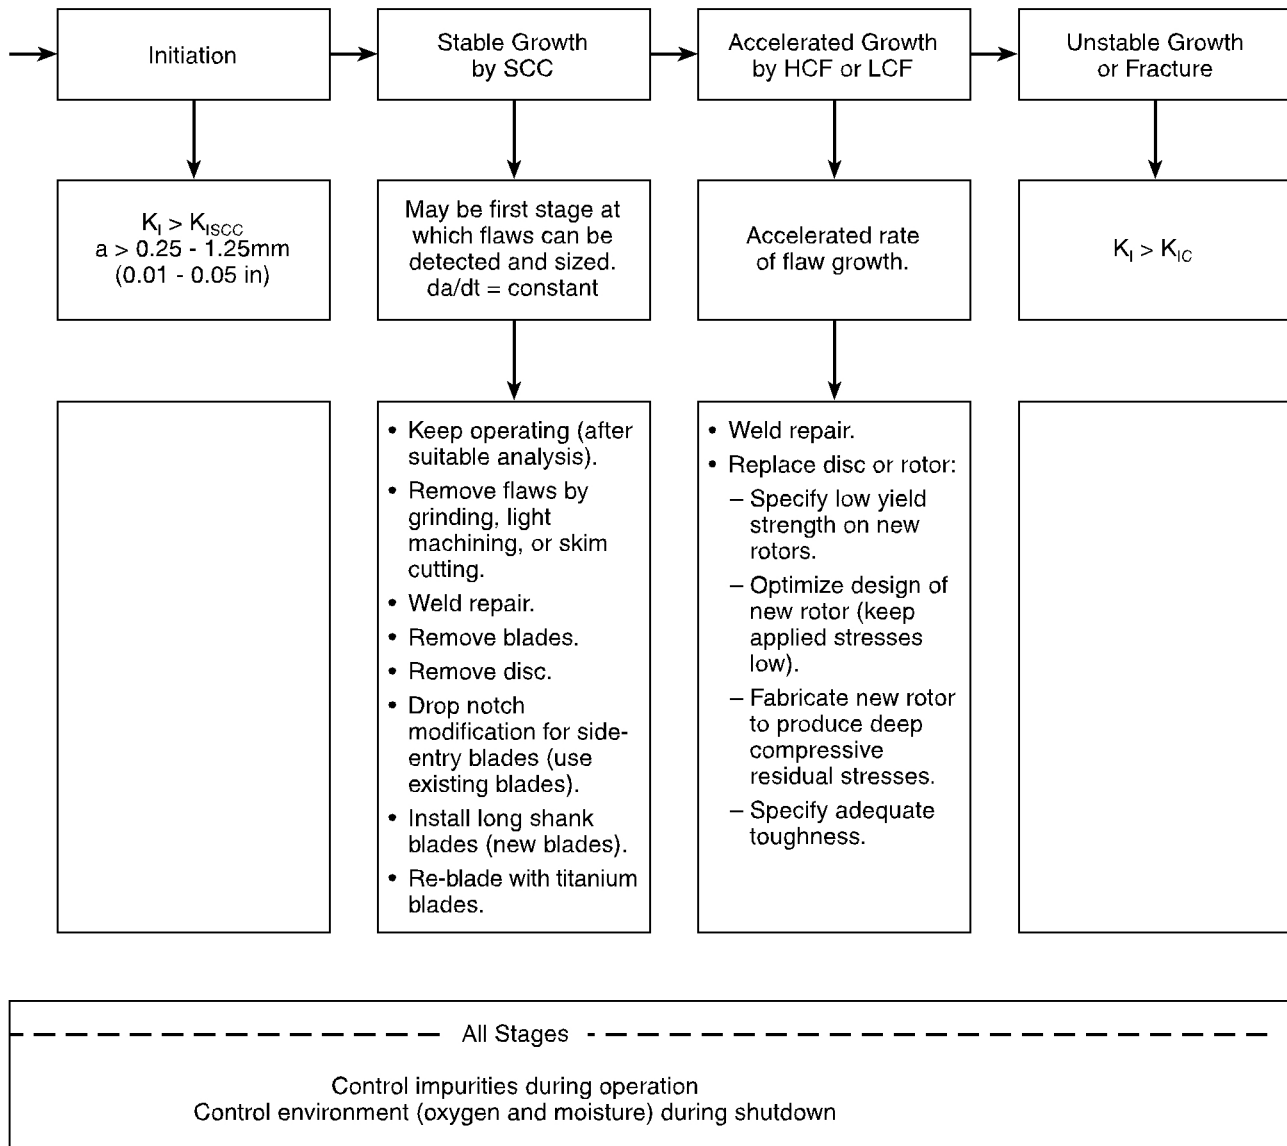 Initiation
Stable Growth
by SCC
Accelerated Growth
by HCF or LCF
Unstable Growth
or Fracture
K_I > K_ISCC
a > 0.25 - 1.25mm
(0.01 - 0.05 in)
May be first stage at
which flaws can be
detected and sized.
da/dt = constant
Accelerated rate
of flaw growth.
K_I > K_IC
• Keep operating (after
suitable analysis).
• Remove flaws by
grinding, light
machining, or skim
cutting.
• Weld repair.
• Remove blades.
• Remove disc.
• Drop notch
modification for side-
entry blades (use
existing blades).
• Install long shank
blades (new blades).
• Re-blade with titanium
blades.
• Weld repair.
• Replace disc or rotor:
– Specify low yield
strength on new
rotors.
– Optimize design of
new rotor (keep
applied stresses
low).
– Fabricate new rotor
to produce deep
compressive
residual stresses.
– Specify adequate
toughness.
All Stages
Control impurities during operation
Control environment (oxygen and moisture) during shutdown